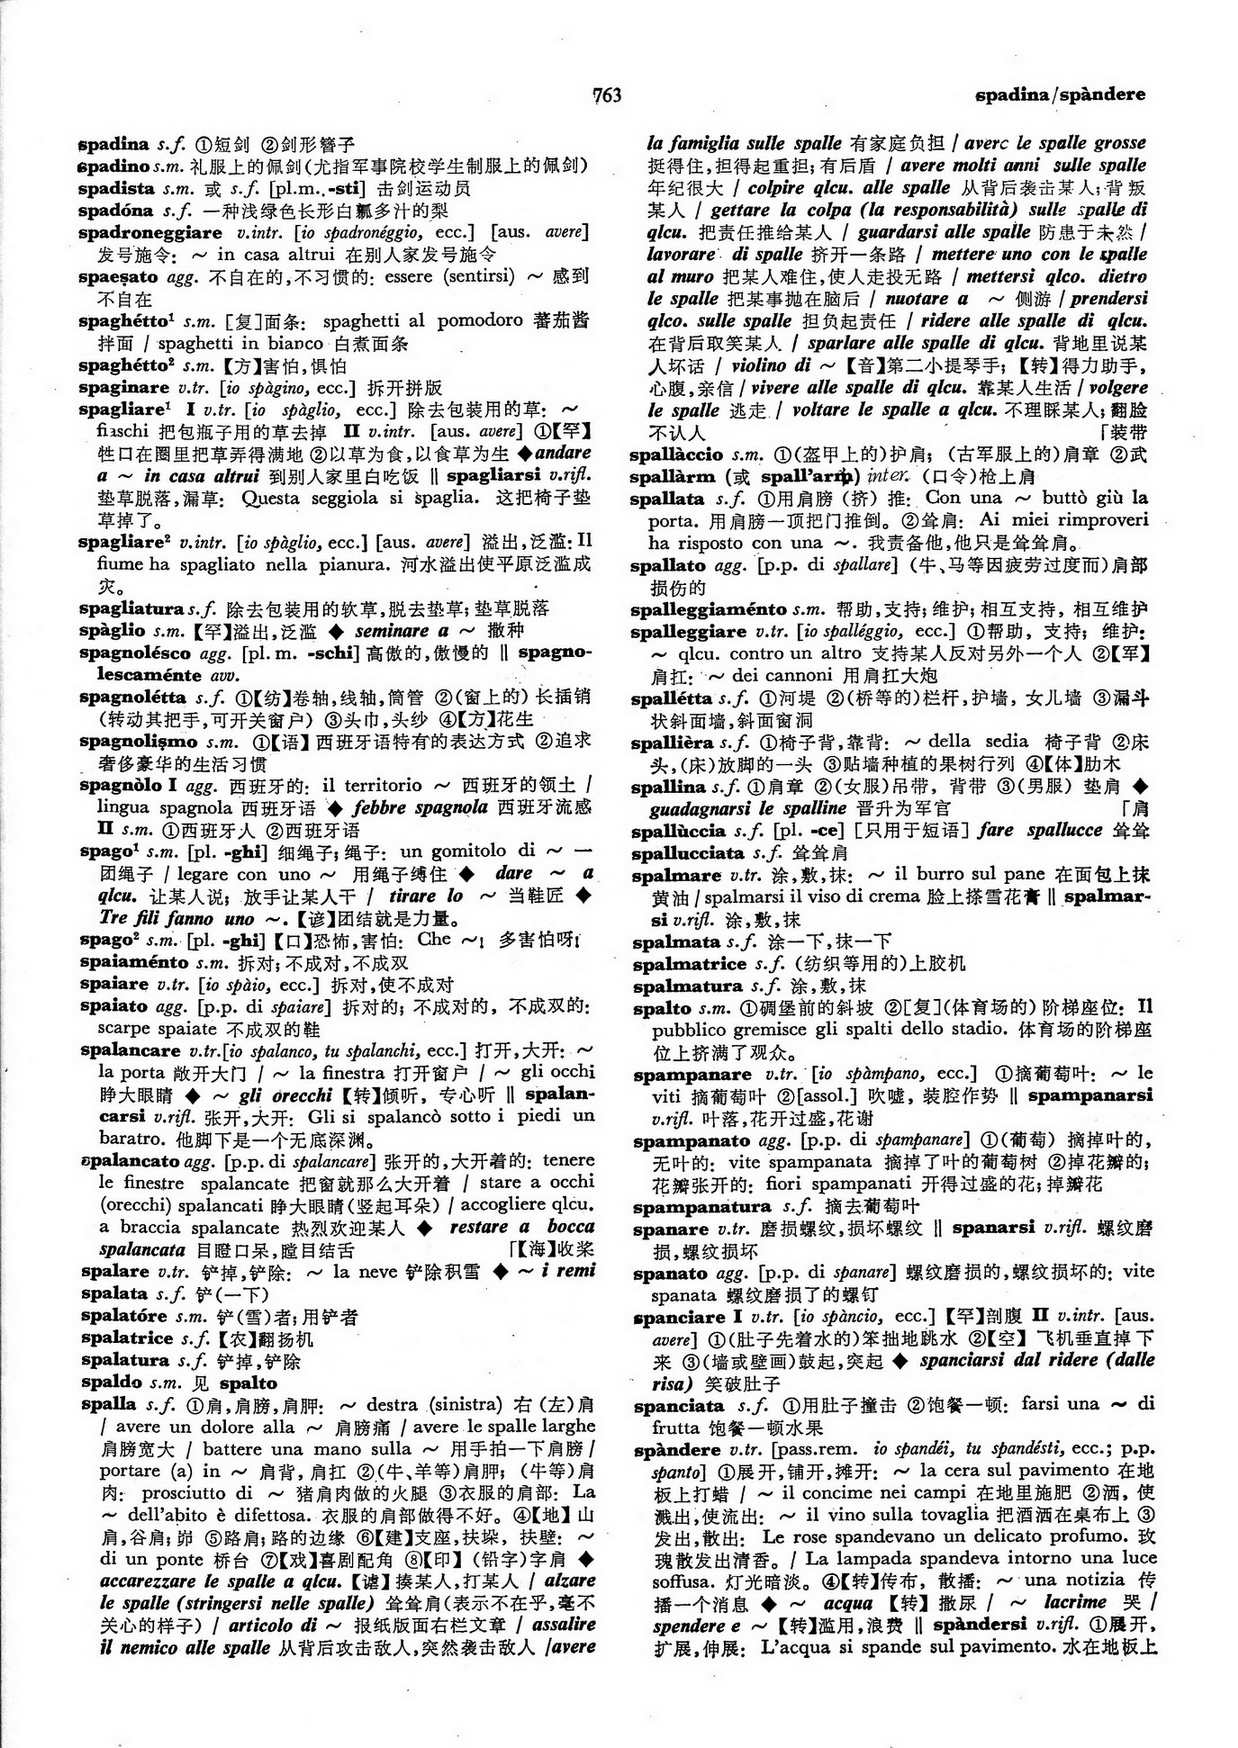 763
spadina/spàndere
spadina s.f. ①短剑 ②剑形簪子
spadino s.m. 礼服上的佩剑(尤指军事院校学生制服上的佩剑)
spadista s.m. 或 s.f. [pl.m. -sti] 击剑运动员
spadóna s.f. 一种浅绿色长形白瓤多汁的梨
spadroneggiare v.intr. [io spadronéggio, ecc.] [aus. avere]
发号施令: ～ in casa altrui 在别人家发号施令
spaeṣato agg. 不自在的,不习惯的: essere (sentirsi) ～ 感到
不自在
spaghétto¹ s.m. [复]面条: spaghetti al pomodoro 蕃茄酱
拌面 / spaghetti in bianco 白煮面条
spaghétto² s.m. 【方】害怕,惧怕
spaginare v.tr. [io spàgino, ecc.] 拆开拼版
spagliare¹ I v.tr. [io spàglio, ecc.] 除去包装用的草: ～
fiaschi 把包瓶子用的草去掉 II v.intr. [aus. avere] ①【罕】
牲口在圈里把草弄得满地 ②以草为食,以食草为生 ◆andare
a ～ in casa altrui 到别人家里白吃饭 ‖ spagliarsi v.rifl.
垫草脱落,漏草: Questa seggiola si spaglia. 这把椅子垫
草掉了。
spagliare² v.intr. [io spàglio, ecc.] [aus. avere] 溢出,泛滥: Il
fiume ha spagliato nella pianura. 河水溢出使平原泛滥成
灾。
spagliatura s.f. 除去包装用的软草,脱去垫草; 垫草脱落
spàglio s.m. 【罕】溢出,泛滥 ◆ seminare a ～ 撒种
spagnolésco agg. [pl. m. -schi] 高傲的,傲慢的 ‖ spagno-
lescaménte avv.
spagnolétta s.f. ①【纺】卷轴,线轴,筒管 ②(窗上的) 长插销
(转动其把手,可开关窗户) ③头巾,头纱 ④【方】花生
spagnoliṣmo s.m. ①【语】西班牙语特有的表达方式 ②追求
奢侈豪华的生活习惯
spagnòlo I agg. 西班牙的: il territorio ～ 西班牙的领土 /
lingua spagnola 西班牙语 ◆ febbre spagnola 西班牙流感
II s.m. ①西班牙人 ②西班牙语
spago¹ s.m. [pl. -ghi] 细绳子; 绳子: un gomitolo di ～ 一
团绳子 / legare con uno ～ 用绳子缚住 ◆ dare ～ a
qlcu. 让某人说; 放手让某人干 / tirare lo ～ 当鞋匠 ◆
Tre fili fanno uno ～. 【谚】团结就是力量。
spago² s.m. [pl. -ghi] 【口】恐怖,害怕: Che ～! 多害怕呀!
spaiaménto s.m. 拆对; 不成对,不成双
spaiare v.tr. [io spàio, ecc.] 拆对,使不成对
spaiato agg. [p.p. di spaiare] 拆对的; 不成对的, 不成双的:
scarpe spaiate 不成双的鞋
spalancare v.tr.[io spalanco, tu spalanchi, ecc.] 打开,大开: ～
la porta 敞开大门 / ～ la finestra 打开窗户 / ～ gli occhi
睁大眼睛 ◆ ～ gli orecchi 【转】倾听, 专心听 ‖ spalan-
carsi v.rifl. 张开,大开: Gli si spalancò sotto i piedi un
baratro. 他脚下是一个无底深渊。
spalancato agg. [p.p. di spalancare] 张开的,大开着的: tenere
le finestre spalancate 把窗就那么大开着 / stare a occhi
(orecchi) spalancati 睁大眼睛(竖起耳朵) / accogliere qlcu.
a braccia spalancate 热烈欢迎某人 ◆ restare a bocca
spalancata 目瞪口呆,瞠目结舌 「【海】收桨
spalare v.tr. 铲掉,铲除: ～ la neve 铲除积雪 ◆ ～ i remi
spalata s.f. 铲(一下)
spalatóre s.m. 铲(雪)者; 用铲者
spalatrice s.f. 【农】翻扬机
spalatura s.f. 铲掉,铲除
spaldo s.m. 见 spalto
spalla s.f. ①肩,肩膀,肩胛: ～ destra (sinistra) 右 (左)肩
/ avere un dolore alla ～ 肩膀痛 / avere le spalle larghe
肩膀宽大 / battere una mano sulla ～ 用手拍一下肩膀 /
portare (a) in ～ 肩背, 肩扛 ②(牛、羊等)肩胛; (牛等)肩
肉: prosciutto di ～ 猪肩肉做的火腿 ③衣服的肩部: La
～ dell'abito è difettosa. 衣服的肩部做得不好。④【地】山
肩,谷肩; 峁 ⑤路肩; 路的边缘 ⑥【建】支座,扶垛, 扶壁: ～
di un ponte 桥台 ⑦【戏】喜剧配角 ⑧【印】(铅字)字肩 ◆
accarezzare le spalle a qlcu. 【谑】揍某人,打某人 / alzare
le spalle (stringersi nelle spalle) 耸耸肩(表示不在乎,毫不
关心的样子) / articolo di ～ 报纸版面右栏文章 / assalire
il nemico alle spalle 从背后攻击敌人,突然袭击敌人 /avere
la famiglia sulle spalle 有家庭负担 / avere le spalle grosse
挺得住,担得起重担; 有后盾 / avere molti anni sulle spalle
年纪很大 / colpire qlcu. alle spalle 从背后袭击某人; 背叛
某人 / gettare la colpa (la responsabilità) sulle spalle di
qlcu. 把责任推给某人 / guardarsi alle spalle 防患于未然 /
lavorare di spalle 挤开一条路 / mettere uno con le spalle
al muro 把某人难住,使人走投无路 / mettersi qlco. dietro
le spalle 把某事抛在脑后 / nuotare a ～ 侧游 / prendersi
qlco. sulle spalle 担负起责任 / ridere alle spalle di qlcu.
在背后取笑某人 / sparlare alle spalle di qlcu. 背地里说某
人坏话 / violino di ～ 【音】第二小提琴手; 【转】得力助手,
心腹,亲信 / vivere alle spalle di qlcu. 靠某人生活 / volgere
le spalle 逃走 / voltare le spalle a qlcu. 不理睬某人; 翻脸
不认人 「装带
spallàccio s.m. ①(盔甲上的)护肩; (古军服上的)肩章 ②武
spallàrm (或 spall'arm) inter. (口令)枪上肩
spallata s.f. ①用肩膀 (挤) 推: Con una ～ buttò giù la
porta. 用肩膀一顶把门推倒。②耸肩: Ai miei rimproveri
ha risposto con una ～. 我责备他,他只是耸耸肩。
spallato agg. [p.p. di spallare] (牛、马等因疲劳过度而)肩部
损伤的
spalleggiaménto s.m. 帮助,支持; 维护; 相互支持, 相互维护
spalleggiare v.tr. [io spalléggio, ecc.] ①帮助, 支持; 维护:
～ qlcu. contro un altro 支持某人反对另外一个人 ②【军】
肩扛: ～ dei cannoni 用肩扛大炮
spallétta s.f. ①河堤 ②(桥等的)栏杆,护墙, 女儿墙 ③漏斗
状斜面墙,斜面窗洞
spallièra s.f. ①椅子背,靠背: ～ della sedia 椅子背 ②床
头,(床)放脚的一头 ③贴墙种植的果树行列 ④【体】肋木
spallina s.f. ①肩章 ②(女服)吊带, 背带 ③(男服) 垫肩 ◆
guadagnarsi le spalline 晋升为军官 「肩
spallùccia s.f. [pl. -ce] [只用于短语] fare spallucce 耸耸
spallucciata s.f. 耸耸肩
spalmare v.tr. 涂,敷,抹: ～ il burro sul pane 在面包上抹
黄油 / spalmarsi il viso di crema 脸上搽雪花膏 ‖ spalmar-
si v.rifl. 涂,敷,抹
spalmata s.f. 涂一下,抹一下
spalmatrice s.f. (纺织等用的)上胶机
spalmatura s.f. 涂,敷,抹
spalto s.m. ①碉堡前的斜坡 ②[复](体育场的) 阶梯座位: Il
pubblico gremisce gli spalti dello stadio. 体育场的阶梯座
位上挤满了观众。
spampanare v.tr. [io spàmpano, ecc.] ①摘葡萄叶: ～ le
viti 摘葡萄叶 ②[assol.] 吹嘘, 装腔作势 ‖ spampanarsi
v.rifl. 叶落,花开过盛,花谢
spampanato agg. [p.p. di spampanare] ①(葡萄) 摘掉叶的,
无叶的: vite spampanata 摘掉了叶的葡萄树 ②掉花瓣的;
花瓣张开的: fiori spampanati 开得过盛的花; 掉瓣花
spampanatura s.f. 摘去葡萄叶
spanare v.tr. 磨损螺纹,损坏螺纹 ‖ spanarsi v.rifl. 螺纹磨
损,螺纹损坏
spanato agg. [p.p. di spanare] 螺纹磨损的,螺纹损坏的: vite
spanata 螺纹磨损了的螺钉
spanciare I v.tr. [io spàncio, ecc.] 【罕】剖腹 II v.intr. [aus.
avere] ①(肚子先着水的)笨拙地跳水 ②【空】飞机垂直掉下
来 ③(墙或壁画)鼓起,突起 ◆ spanciarsi dal ridere (dalle
risa) 笑破肚子
spanciata s.f. ①用肚子撞击 ②饱餐一顿: farsi una ～ di
frutta 饱餐一顿水果
spàndere v.tr. [pass.rem. io spandéi, tu spandésti, ecc.; p.p.
spanto] ①展开,铺开,摊开: ～ la cera sul pavimento 在地
板上打蜡 / ～ il concime nei campi 在地里施肥 ②洒, 使
溅出,使流出: ～ il vino sulla tovaglia 把酒洒在桌布上 ③
发出,散出: Le rose spandevano un delicato profumo. 玫
瑰散发出清香。/ La lampada spandeva intorno una luce
soffusa. 灯光暗淡。④【转】传布, 散播: ～ una notizia 传
播一个消息 ◆ ～ acqua 【转】撒尿 / ～ lacrime 哭 /
spendere e ～ 【转】滥用,浪费 ‖ spàndersi v.rifl. ①展开,
扩展,伸展: L'acqua si spande sul pavimento. 水在地板上